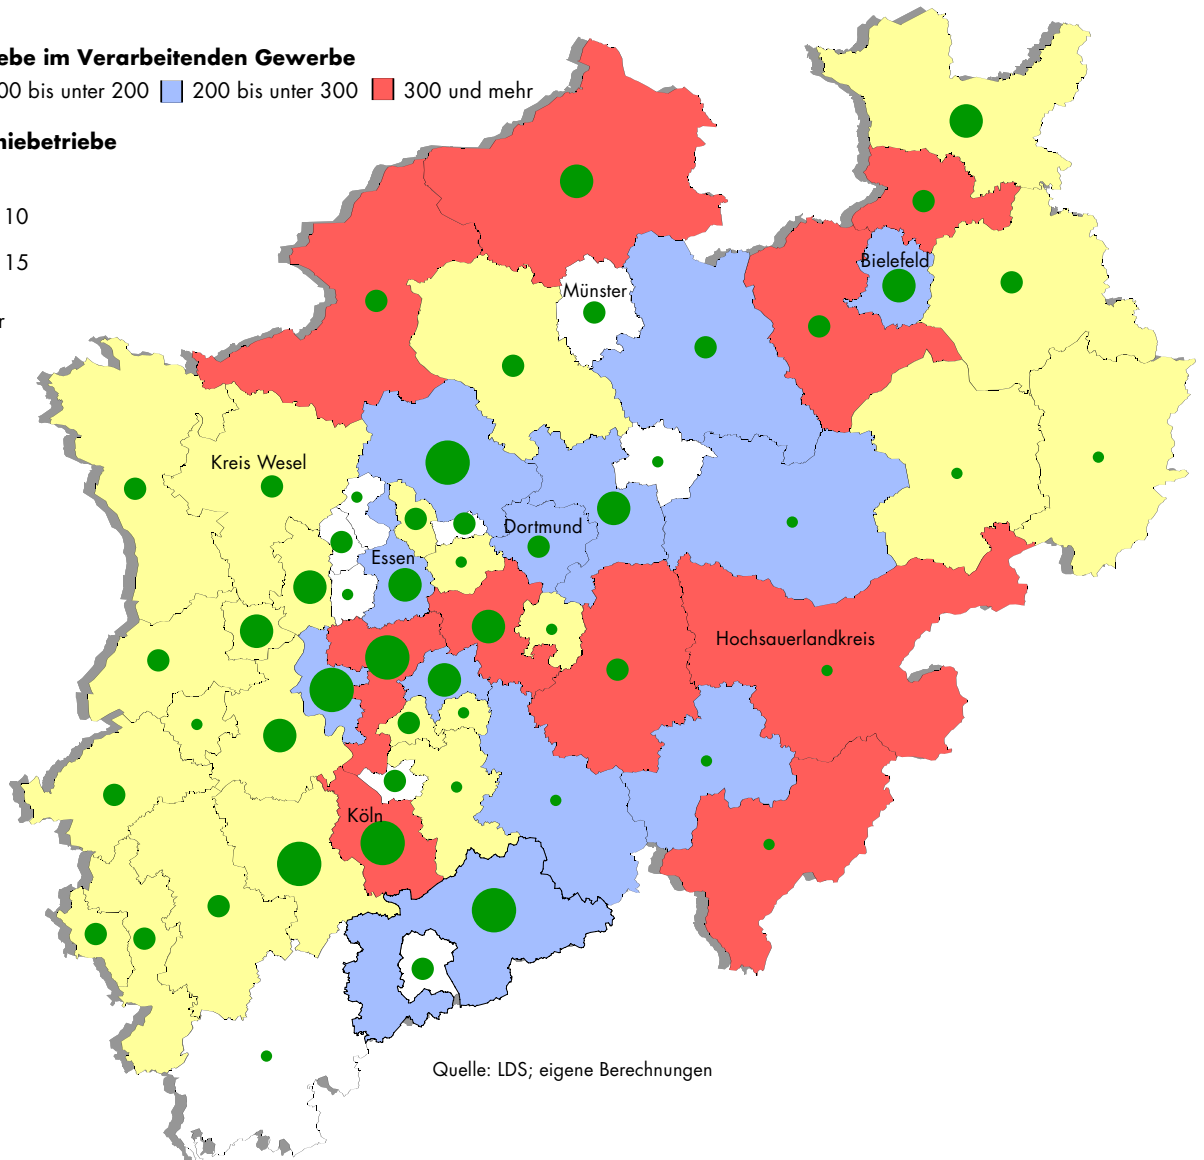 ebe im Verarbeitenden Gewerbe
00 bis unter 200 200 bis unter 300 300 und mehr
niebetriebe
10
15
r
Bielefeld
Münster
Kreis Wesel
Dortmund
Essen
Hochsauerlandkreis
Köln
Quelle: LDS; eigene Berechnungen